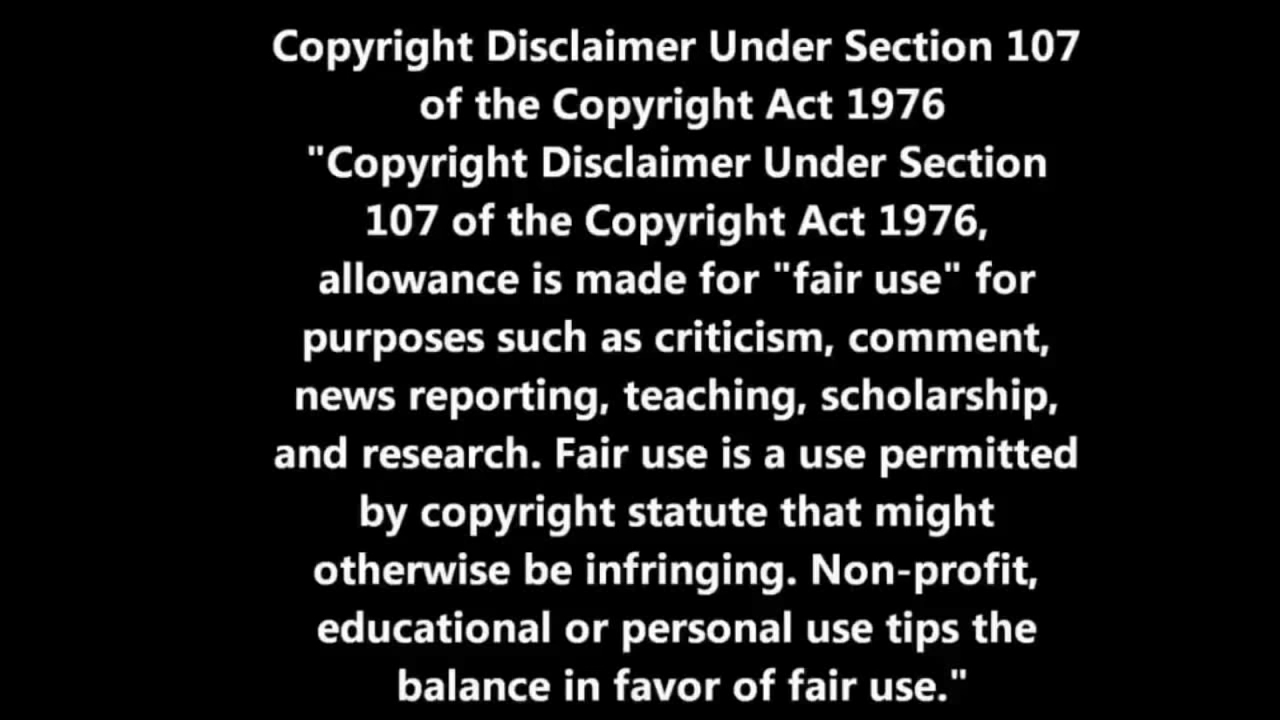 Copyright Disclaimer Under Section 107
of the Copyright Act 1976
"Copyright Disclaimer Under Section
107 of the Copyright Act 1976,
allowance is made for "fair use" for
purposes such as criticism, comment,
news reporting, teaching, scholarship,
and research. Fair use is a use permitted
by copyright statute that might
otherwise be infringing. Non-profit,
educational or personal use tips the
balance in favor of fair use."